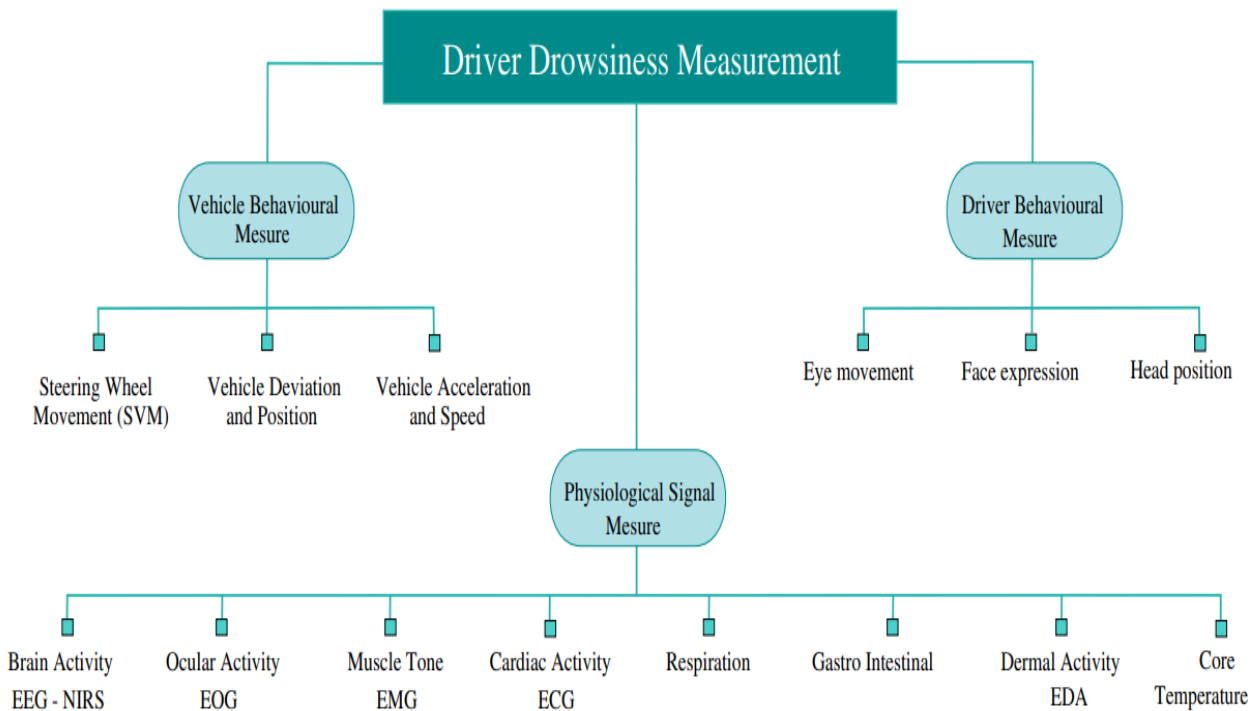 Driver Drowsiness Measurement
Vehicle Behavioural
Mesure
Driver Behavioural
Mesure
Steering Wheel
Movement (SVM)
Vehicle Deviation
and Position
Vehicle Acceleration
and Speed
Eye movement
Face expression
Head position
Physiological Signal
Mesure
Brain Activity
EEG - NIRS
Ocular Activity
EOG
Muscle Tone
EMG
Cardiac Activity
ECG
Respiration
Gastro Intestinal
Dermal Activity
EDA
Core
Temperature